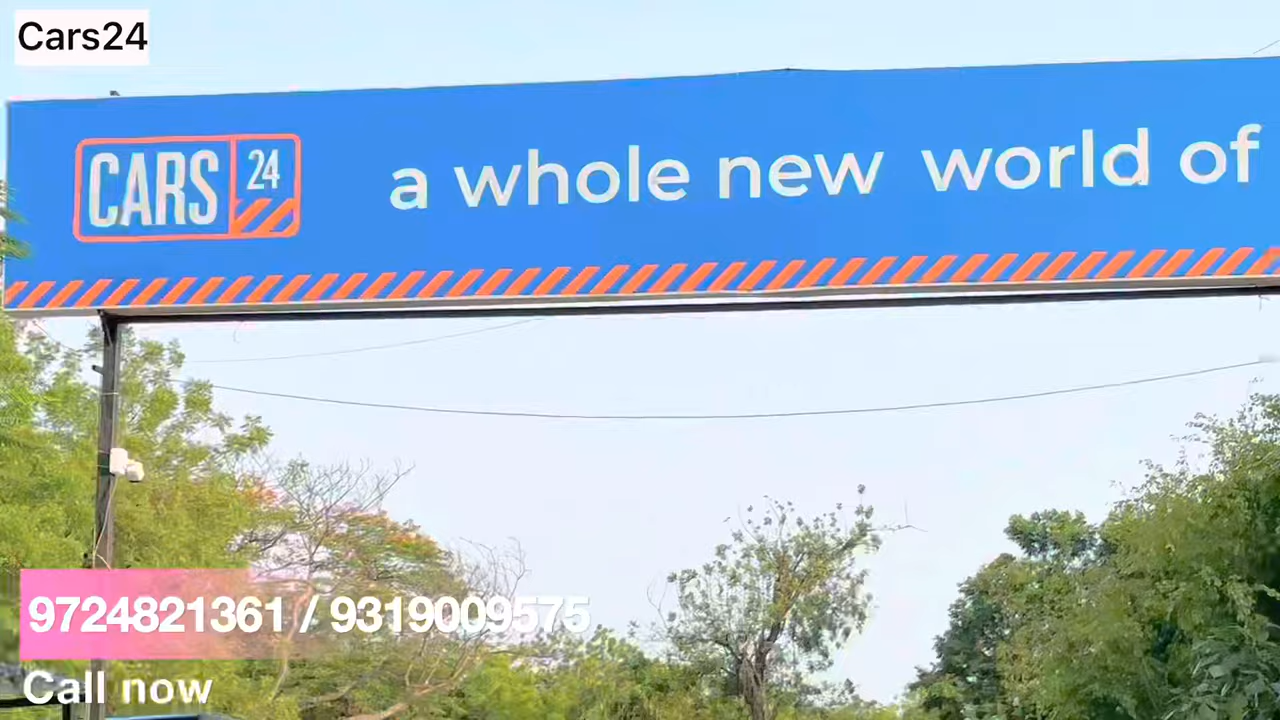 Cars24
CARS 24
a whole new world of
9724821361 / 9319009575
Call now